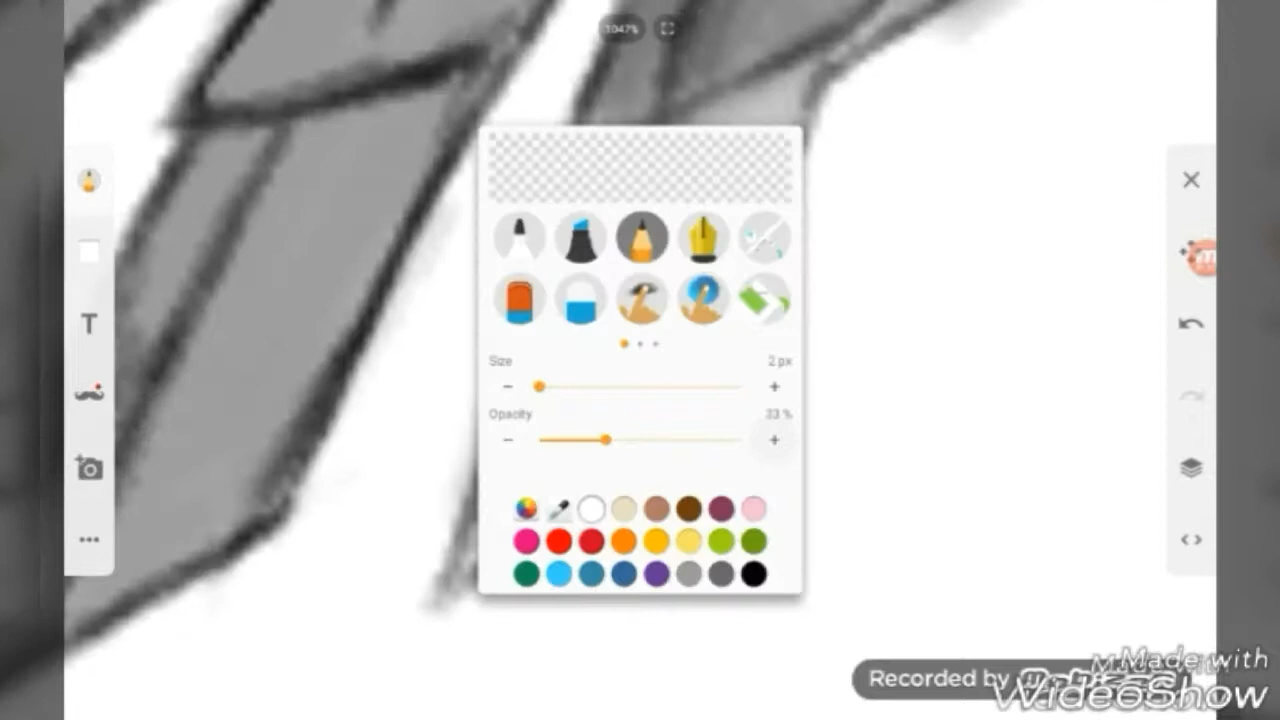 1047%
T
Size
2 px
Opacity
33 %
Made with
Recorded by
VideoShow